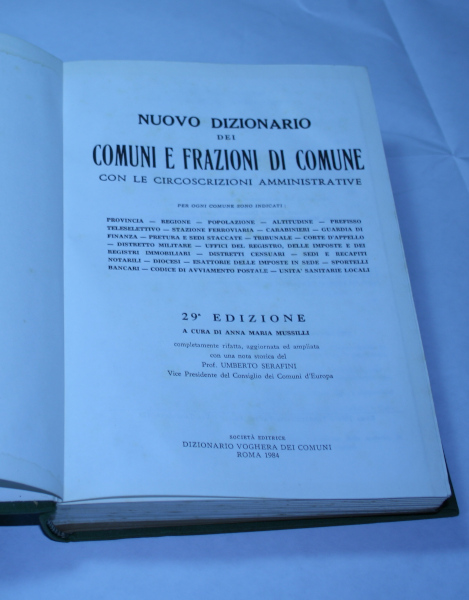 NUOVO DIZIONARIO
DEI
COMUNI E FRAZIONI DI COMUNE
CON LE CIRCOSCRIZIONI AMMINISTRATIVE
PER OGNI COMUNE SONO INDICATI:
PROVINCIA — REGIONE — POPOLAZIONE — ALTITUDINE — PREFISSO
TELESELETTIVO — STAZIONE FERROVIARIA — CARABINIERI — GUARDIA DI
FINANZA — PRETURA E SEDI STACCATE — TRIBUNALE — CORTE D'APPELLO
— DISTRETTO MILITARE — UFFICI DEL REGISTRO, DELLE IMPOSTE E DEI
REGISTRI IMMOBILIARI — DISTRETTI CENSUARI — SEDI E RECAPITI
NOTARILI — DIOCESI — ESATTORIE DELLE IMPOSTE IN SEDE — SPORTELLI
BANCARI — CODICE DI AVVIAMENTO POSTALE — UNITA' SANITARIE LOCALI
29ª EDIZIONE
A CURA DI ANNA MARIA MUSSILLI
completamente rifatta, aggiornata ed ampliata
con una nota storica del
Prof. UMBERTO SERAFINI
Vice Presidente del Consiglio dei Comuni d'Europa
SOCIETÀ EDITRICE
DIZIONARIO VOGHERA DEI COMUNI
ROMA 1984